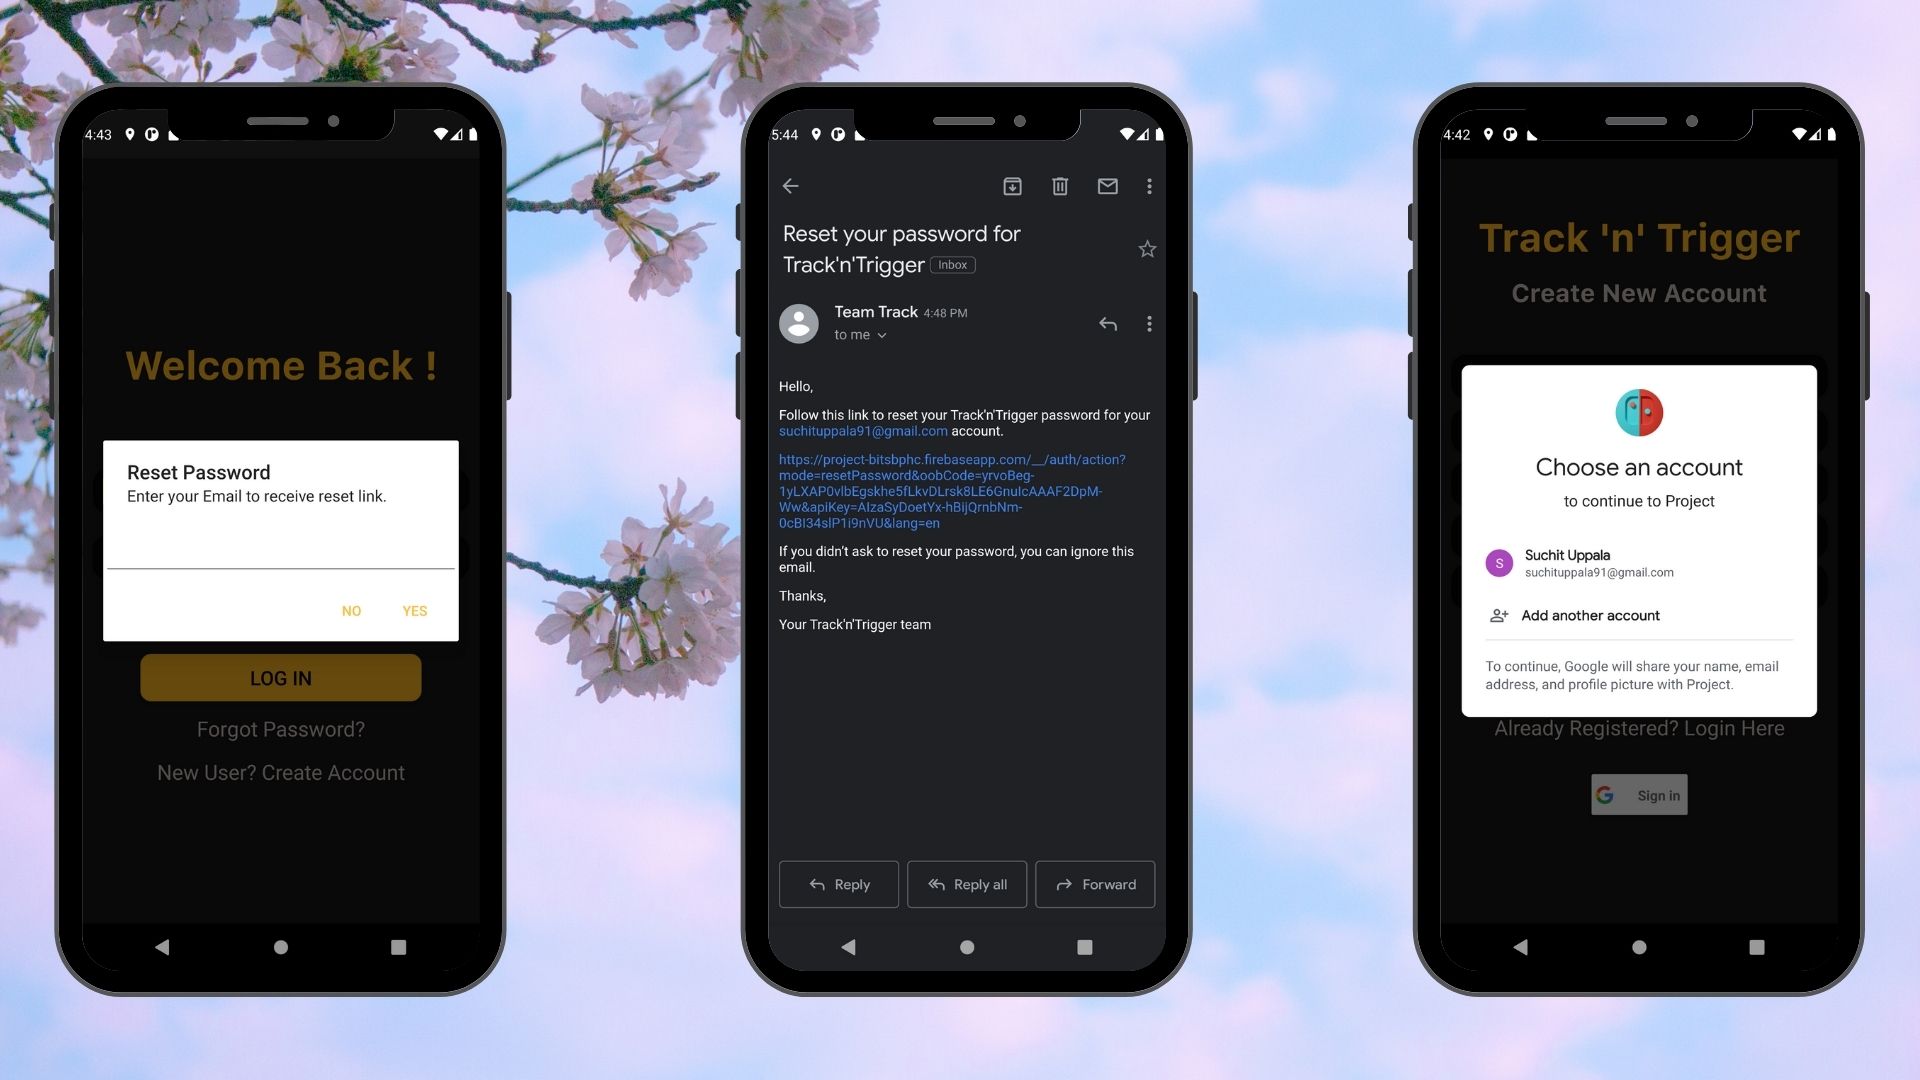 4:43
Welcome Back !
Reset Password
Enter your Email to receive reset link.
NO
YES
LOG IN
Forgot Password?
New User? Create Account
5:44
Reset your password for
Track'n'Trigger Inbox
Team Track 4:48 PM
to me
Hello,
Follow this link to reset your Track'n'Trigger password for your
suchituppala91@gmail.com account.
https://project-bitsbphc.firebaseapp.com/__/auth/action?
mode=resetPassword&oobCode=yrvoBeg-
1yLXAP0vlbEgskhe5fLkvDLrsk8LE6GnulcAAAF2DpM-
Ww&apiKey=AIzaSyDoetYx-hBIjQrnbNm-
0cBI34slP1i9nVU&lang=en
If you didn't ask to reset your password, you can ignore this
email.
Thanks,
Your Track'n'Trigger team
Reply
Reply all
Forward
4:42
Track 'n' Trigger
Create New Account
Choose an account
to continue to Project
S
Suchit Uppala
suchituppala91@gmail.com
Add another account
To continue, Google will share your name, email
address, and profile picture with Project.
Already Registered? Login Here
G Sign in